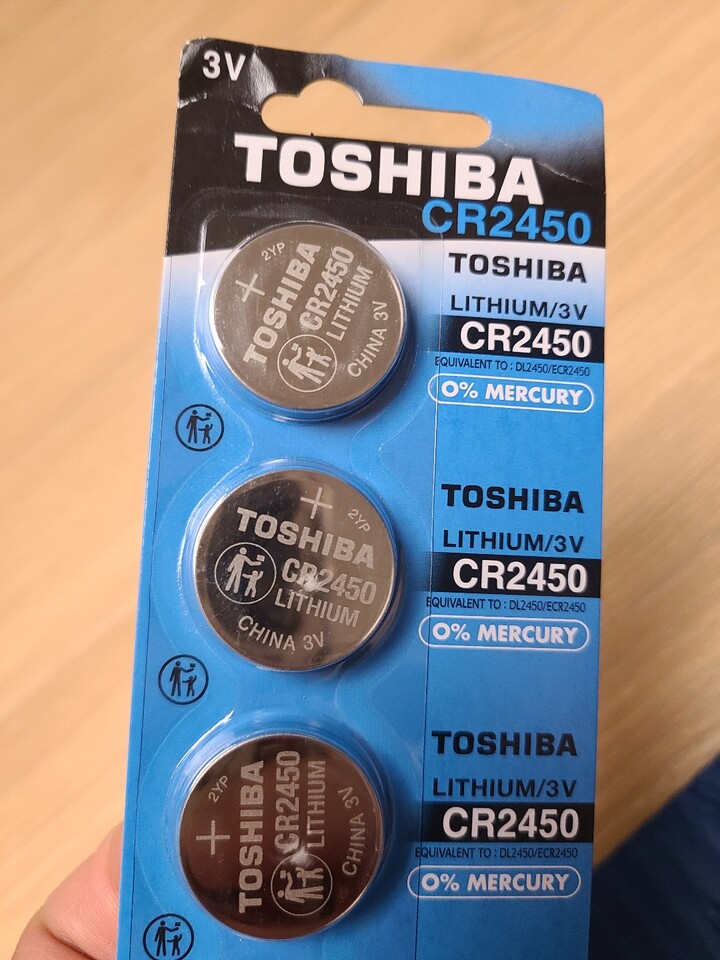 3V
TOSHIBA
CR2450
2YP
+
TOSHIBA
CR2450
LITHIUM
CHINA 3V
TOSHIBA
LITHIUM/3V
CR2450
EQUIVALENT TO : DL2450/ECR2450
0% MERCURY
+
2YP
TOSHIBA
CR2450
LITHIUM
CHINA 3V
TOSHIBA
LITHIUM/3V
CR2450
EQUIVALENT TO : DL2450/ECR2450
0% MERCURY
2YP
+
TOSHIBA
CR2450
LITHIUM
CHINA 3V
TOSHIBA
LITHIUM/3V
CR2450
EQUIVALENT TO : DL2450/ECR2450
0% MERCURY